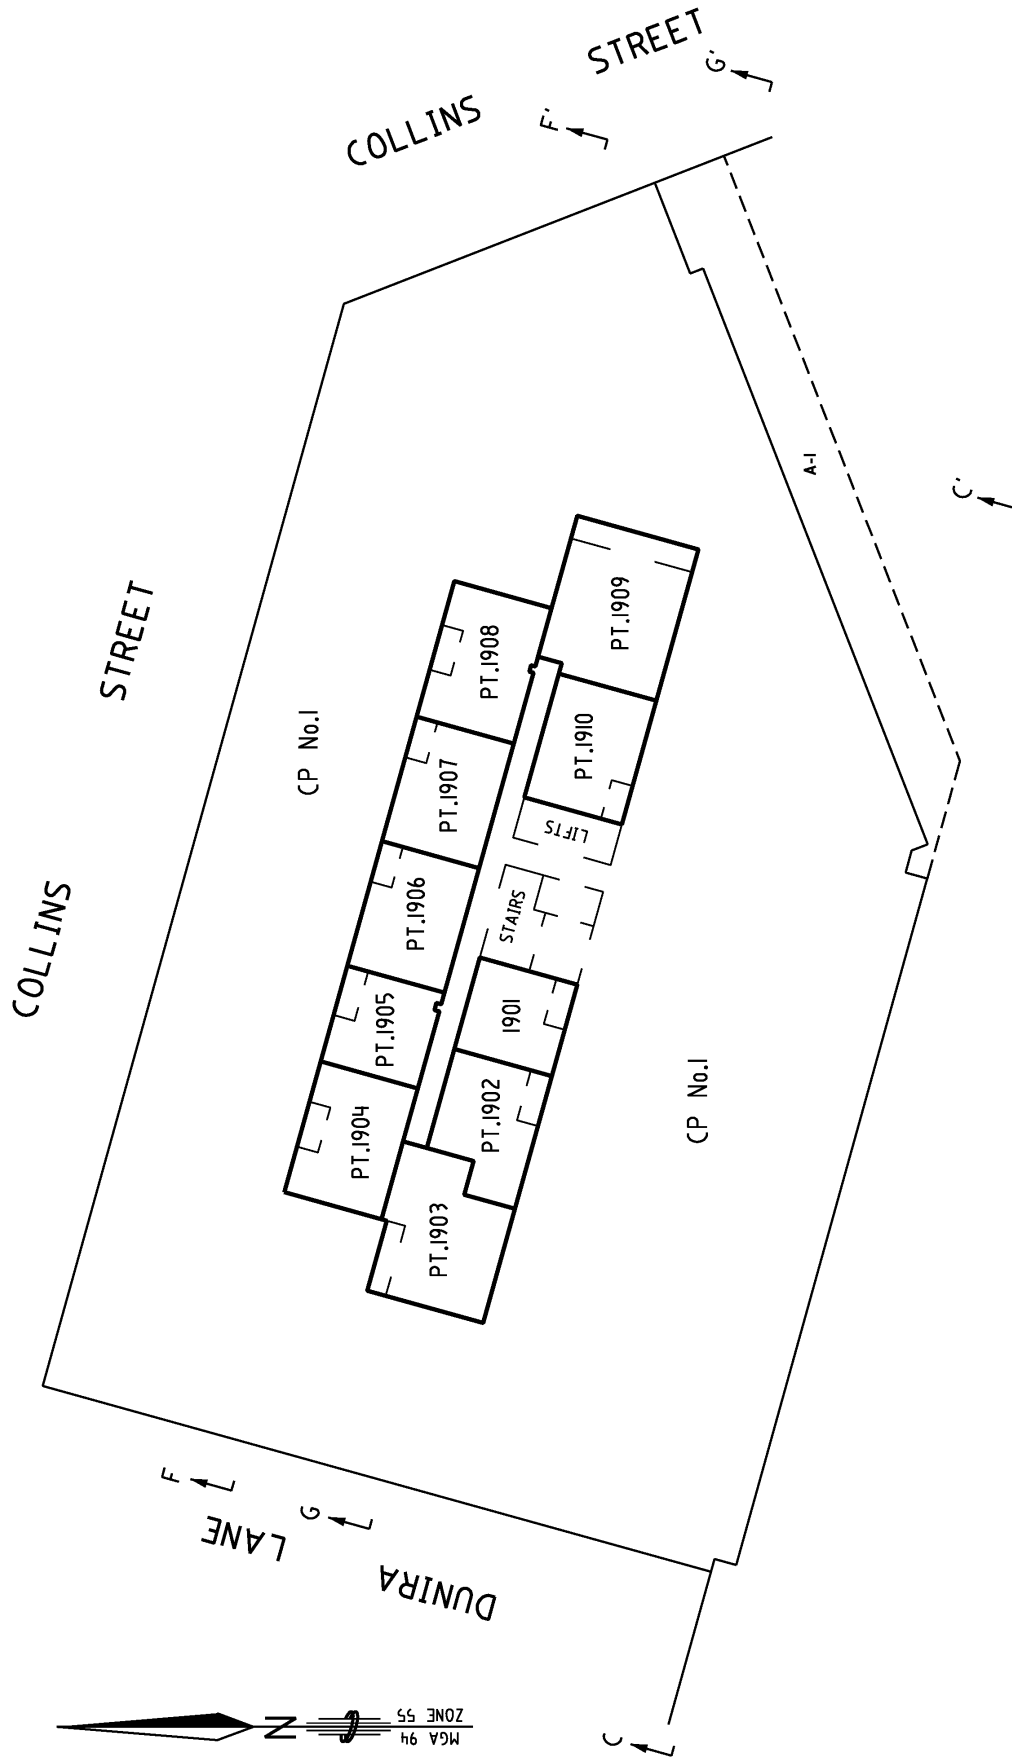 COLLINS
STREET
COLLINS
STREET
F'
G'
C'
CP No.1
A-1
PT.1904
PT.1905
PT.1906
PT.1907
PT.1908
PT.1903
PT.1902
1901
STAIRS
LIFTS
PT.1910
PT.1909
CP No.1
F
G
C
DUNIRA
LANE
N
MGA 94
ZONE 55